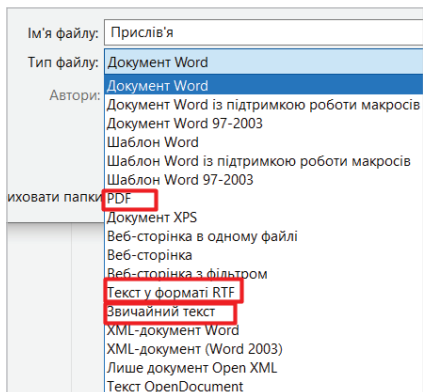 Ім'я файлу: Прислів'я
Тип файлу: Документ Word
Автори:
Документ Word
Документ Word із підтримкою роботи макросів
Документ Word 97-2003
Шаблон Word
Шаблон Word із підтримкою роботи макросів
Шаблон Word 97-2003
иховати папки PDF
Документ XPS
Веб-сторінка в одному файлі
Веб-сторінка
Веб-сторінка з фільтром
Текст у форматі RTF
Звичайний текст
XML-документ Word
XML-документ (Word 2003)
Лише документ Open XML
Текст OpenDocument